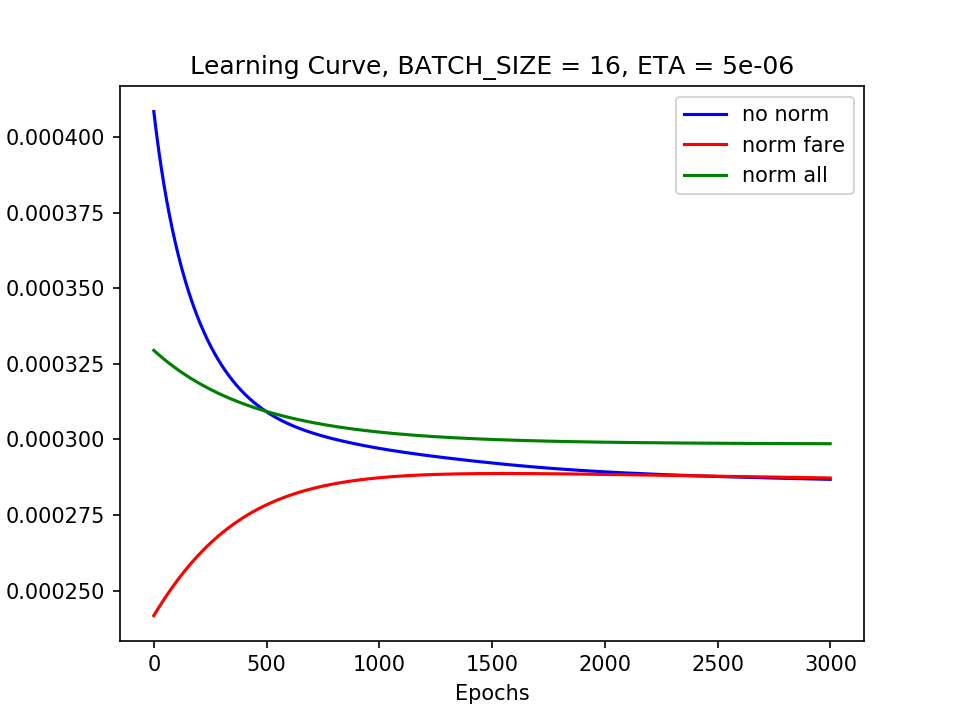 Learning Curve, BATCH_SIZE = 16, ETA = 5e-06
no norm
norm fare
norm all
0.000400
0.000375
0.000350
0.000325
0.000300
0.000275
0.000250
0 500 1000 1500 2000 2500 3000
Epochs